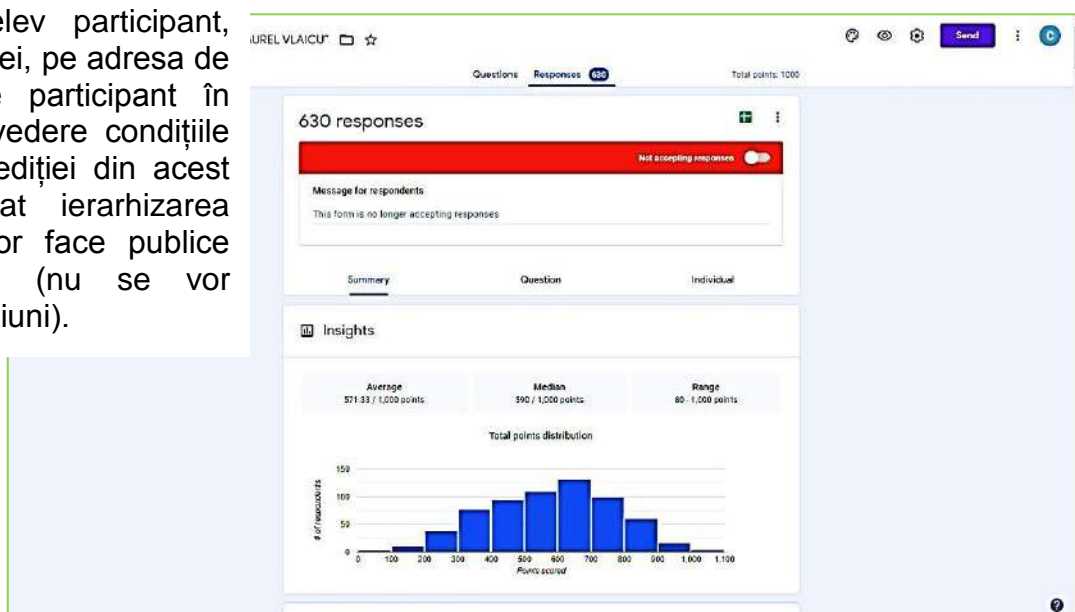 elev participant,
ei, pe adresa de
participant în
vedere condițiile
ediției din acest
at ierarhizarea
or face publice
(nu se vor
iuni).
UREL VLAICU"
Send
C
Questions Responses 630
Total points: 1000
630 responses
Not accepting responses
Message for respondents
This form is no longer accepting responses
Summary Question Individual
Insights
Average Median Range
571.33 / 1,000 points 590 / 1,000 points 80 - 1,000 points
Total points distribution
150
100
50
0
# of respondents
0 100 200 300 400 500 600 700 800 900 1,000 1,100
Points scored